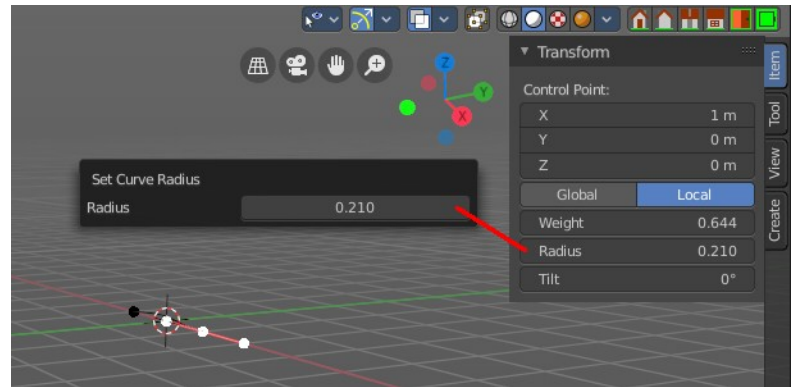 Transform
Control Point:
X 1 m
Y 0 m
Z 0 m
Global Local
Weight 0.644
Radius 0.210
Tilt 0°
Item
Tool
View
Create
Z
Y
X
Set Curve Radius
Radius 0.210